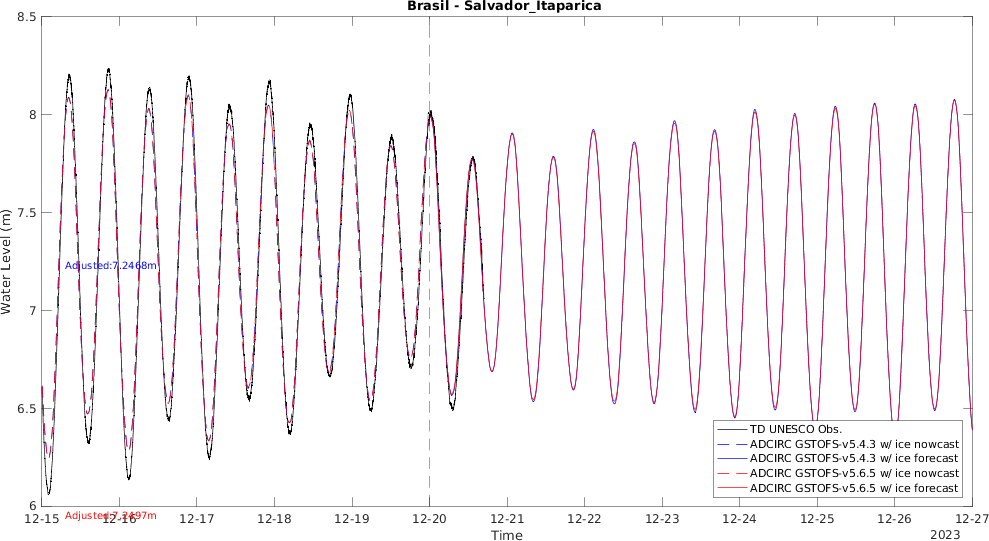 Brasil - Salvador_Itaparica
8.5
8
7.5
7
6.5
6
Water Level (m)
Adjusted:7.2468m
Adjusted:7.2497m
TD UNESCO Obs.
ADCIRC GSTOFS-v5.4.3 w/ ice nowcast
ADCIRC GSTOFS-v5.4.3 w/ ice forecast
ADCIRC GSTOFS-v5.6.5 w/ ice nowcast
ADCIRC GSTOFS-v5.6.5 w/ ice forecast
12-15 12-16 12-17 12-18 12-19 12-20 12-21 12-22 12-23 12-24 12-25 12-26 12-27
Time
2023